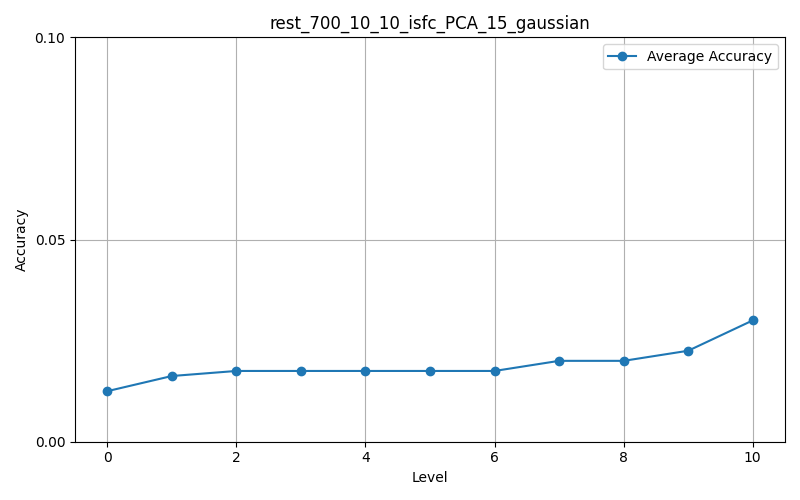 rest_700_10_10_isfc_PCA_15_gaussian
Average Accuracy
0.10
0.05
0.00
Accuracy
0 2 4 6 8 10
Level